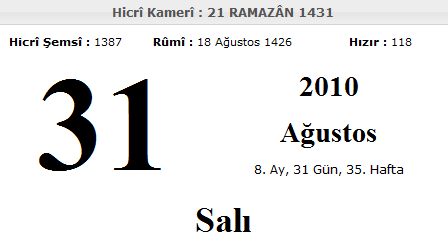 Hicrî Kamerî : 21 RAMAZÂN 1431
Hicrî Şemsî : 1387 Rûmî : 18 Ağustos 1426 Hızır : 118
31
2010
Ağustos
8. Ay, 31 Gün, 35. Hafta
Salı